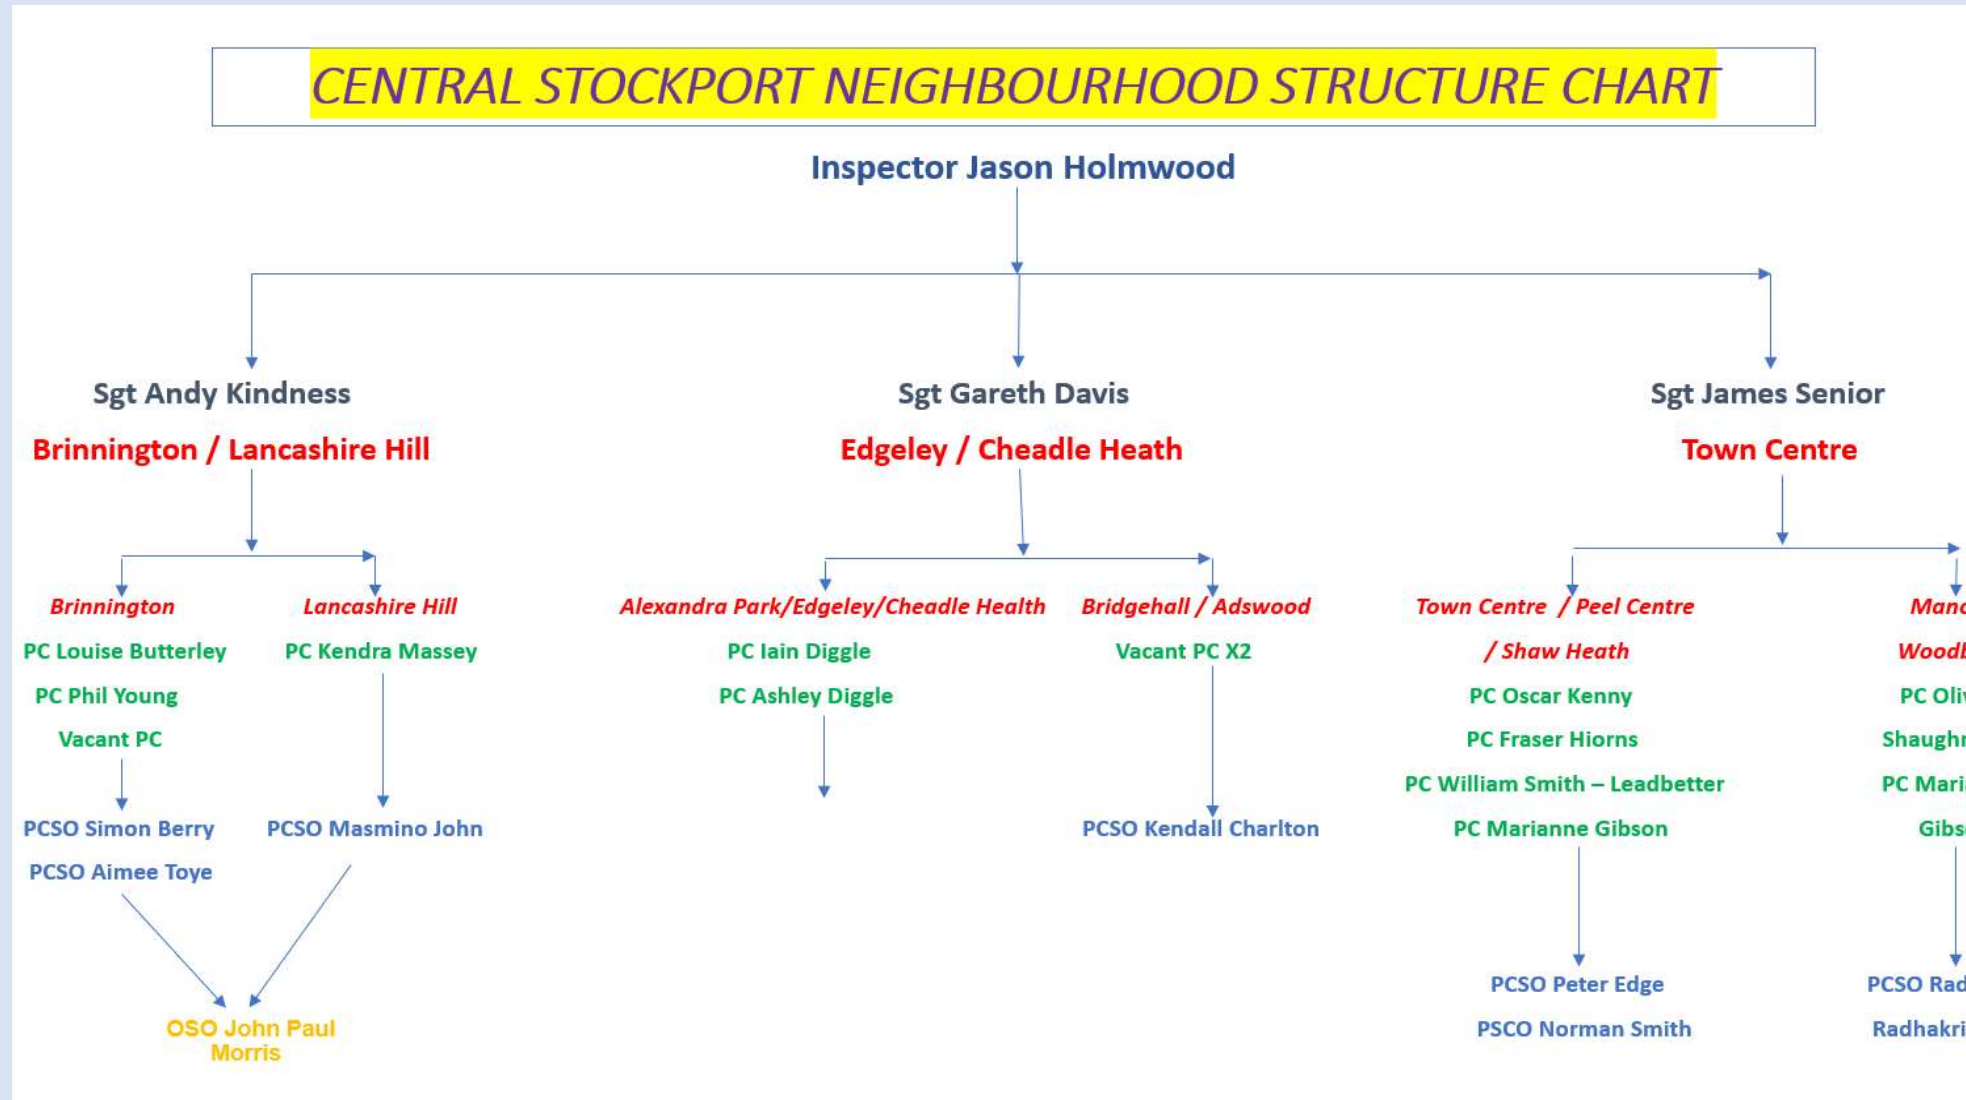 CENTRAL STOCKPORT NEIGHBOURHOOD STRUCTURE CHART
Inspector Jason Holmwood
Sgt Andy Kindness
Brinnington / Lancashire Hill
Brinnington
PC Louise Butterley
PC Phil Young
Vacant PC
PCSO Simon Berry
PCSO Aimee Toye
Lancashire Hill
PC Kendra Massey
PCSO Masmino John
OSO John Paul
Morris
Sgt Gareth Davis
Edgeley / Cheadle Heath
Alexandra Park/Edgeley/Cheadle Health
PC Iain Diggle
PC Ashley Diggle
Bridgehall / Adswood
Vacant PC X2
PCSO Kendall Charlton
Sgt James Senior
Town Centre
Town Centre / Peel Centre
/ Shaw Heath
PC Oscar Kenny
PC Fraser Hiorns
PC William Smith – Leadbetter
PC Marianne Gibson
PCSO Peter Edge
PSCO Norman Smith
PC
PC
PCSO